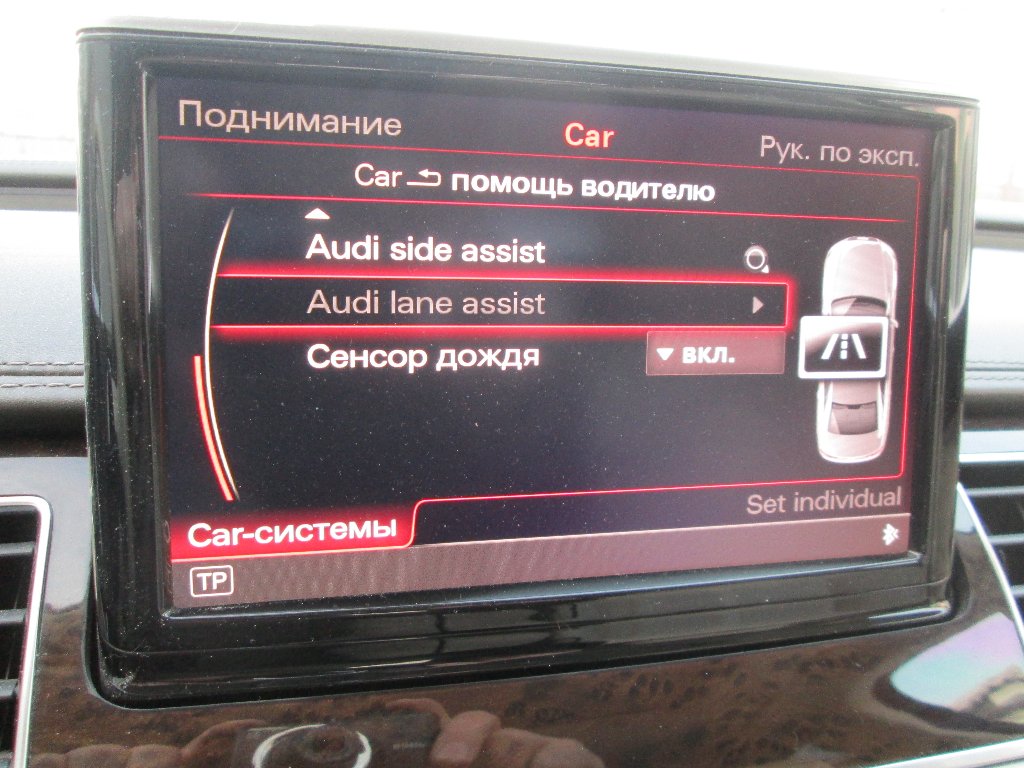 Поднимание
Car
Рук. по эксп.
Car помощь водителю
Audi side assist
Audi lane assist
Сенсор дождя
вкл.
Set individual
Car-системы
TP